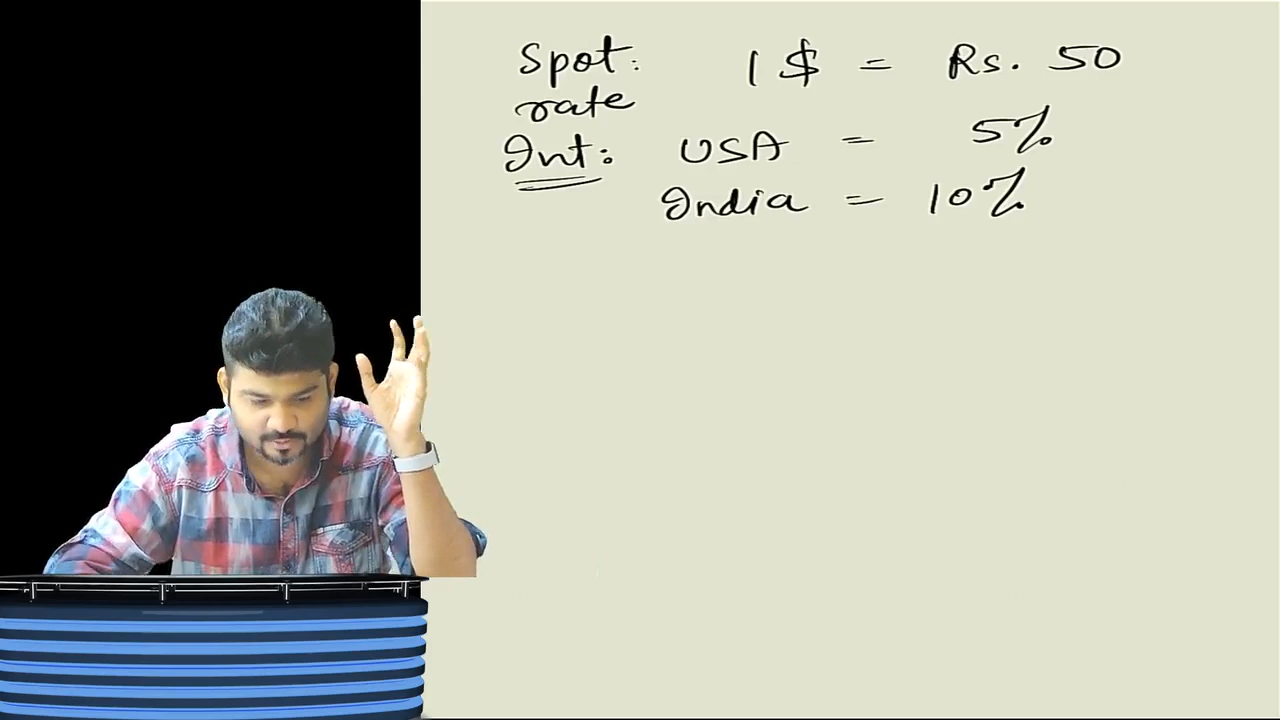 Spot: 1 $ = Rs. 50
rate
Int: USA = 5%
India = 10%